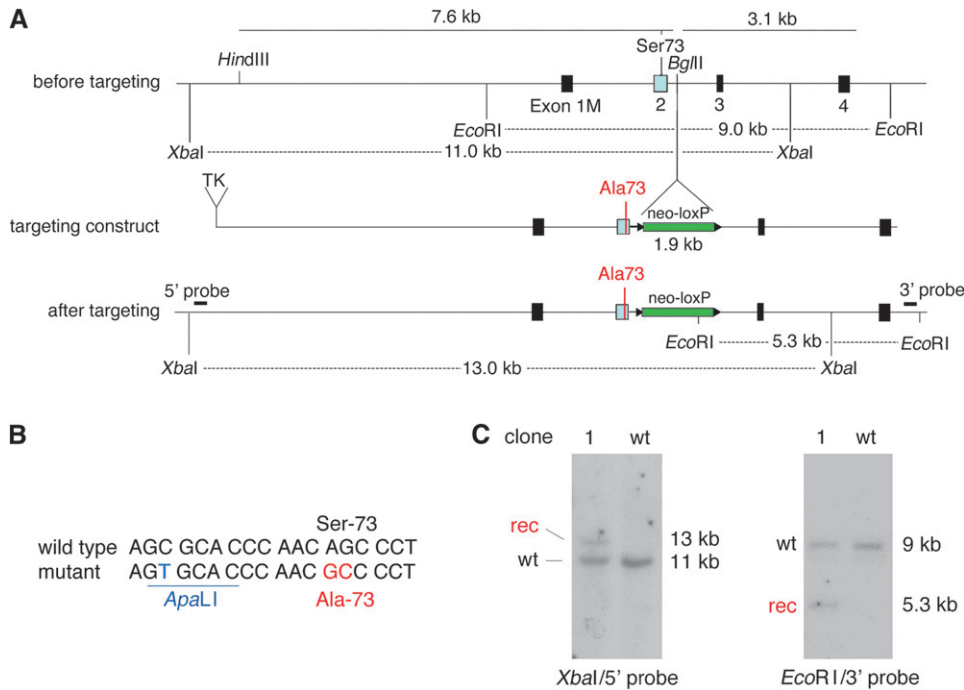 A
7.6 kb
3.1 kb
Ser73
HindIII
BglII
before targeting
Exon 1M
2
3
4
EcoRI
9.0 kb
EcoRI
XbaI
11.0 kb
XbaI
TK
Ala73
neo-loxP
targeting construct
1.9 kb
Ala73
5' probe
neo-loxP
3' probe
after targeting
EcoRI
5.3 kb
EcoRI
XbaI
13.0 kb
XbaI
B
Ser-73
wild type AGC GCA CCC AAC AGC CCT
mutant AGT GCA CCC AAC GCC CCT
ApaLI
Ala-73
C
clone 1 wt
rec
13 kb
wt
11 kb
XbaI/5' probe
1 wt
wt
9 kb
rec
5.3 kb
EcoRI/3' probe